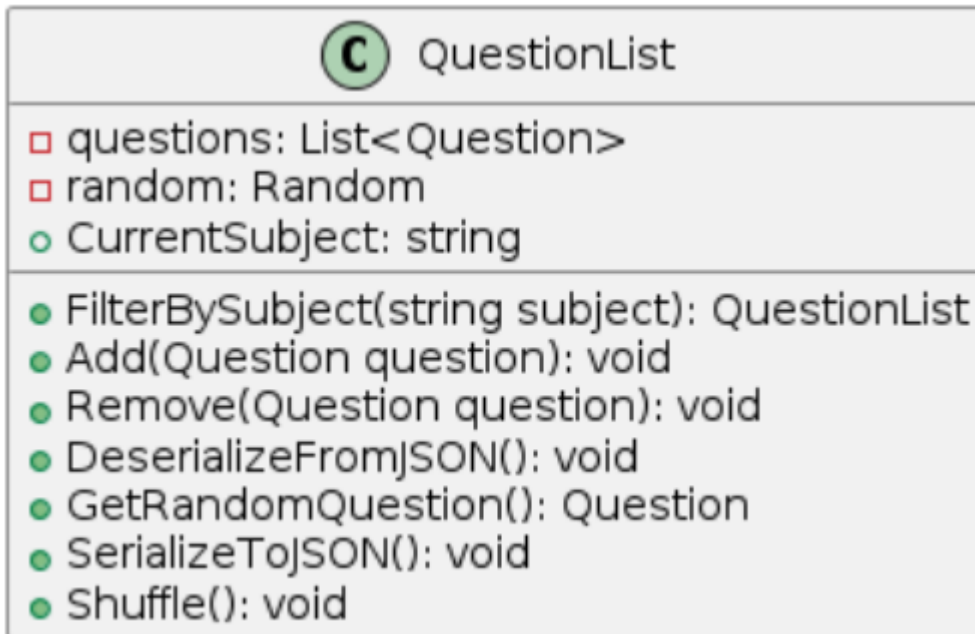 C QuestionList
questions: List<Question>
random: Random
CurrentSubject: string
FilterBySubject(string subject): QuestionList
Add(Question question): void
Remove(Question question): void
DeserializeFromJSON(): void
GetRandomQuestion(): Question
SerializeToJSON(): void
Shuffle(): void